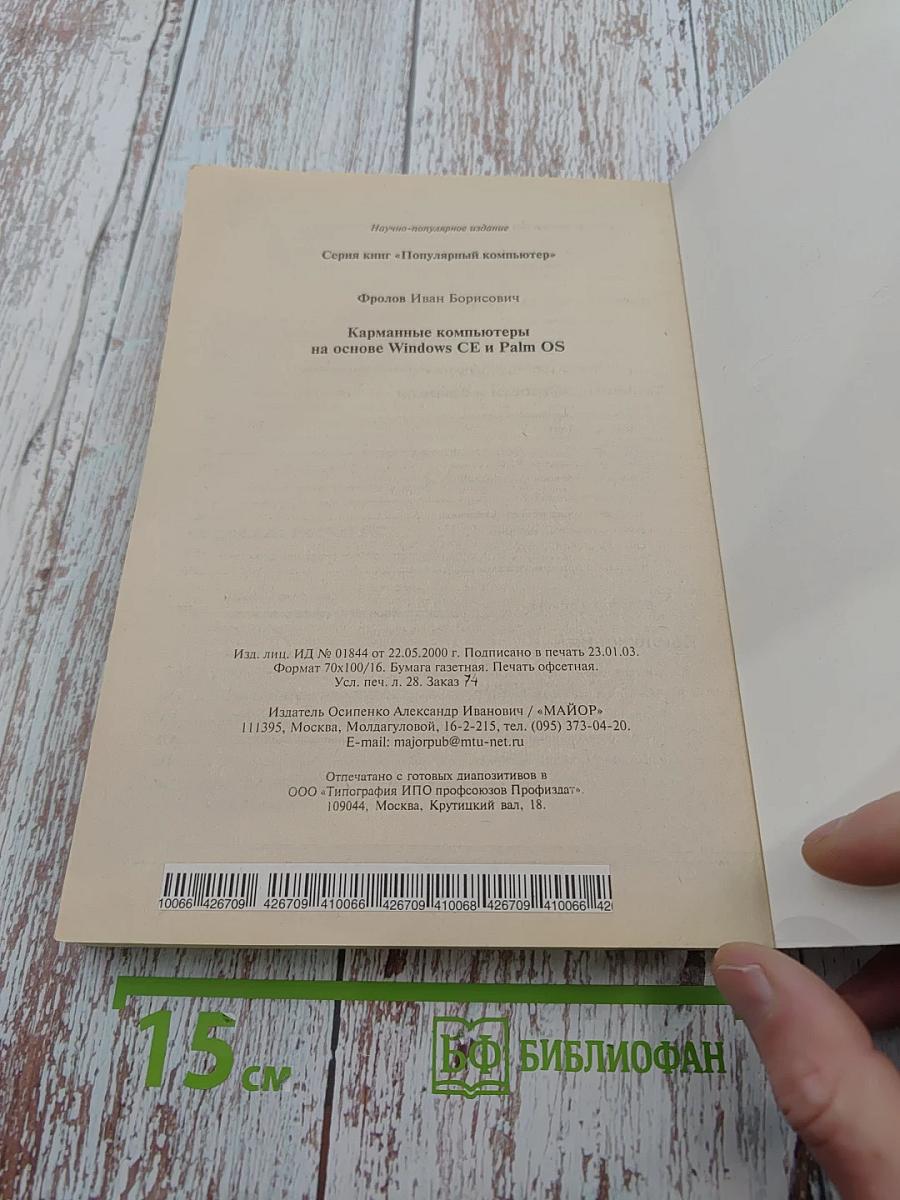 Научно-популярное издание
Серия книг «Популярный компьютер»
Фролов Иван Борисович
Карманные компьютеры
на основе Windows CE и Palm OS
Изд. лиц. ИД № 01844 от 22.05.2000 г. Подписано в печать 23.01.03.
Формат 70х100/16. Бумага газетная. Печать офсетная.
Усл. печ. л. 28. Заказ 74
Издатель Осипенко Александр Иванович / «МАЙОР»
111395, Москва, Молдагуловой, 16-2-215, тел. (095) 373-04-20.
E-mail: majorpub@mtu-net.ru
Отпечатано с готовых диапозитивов в
ООО «Типография ИПО профсоюзов Профиздат».
109044, Москва, Крутицкий вал, 18.
10066 426709 426709 410066 426709 410068 426709 410066 42
15 см БФ БИБЛИОФАН